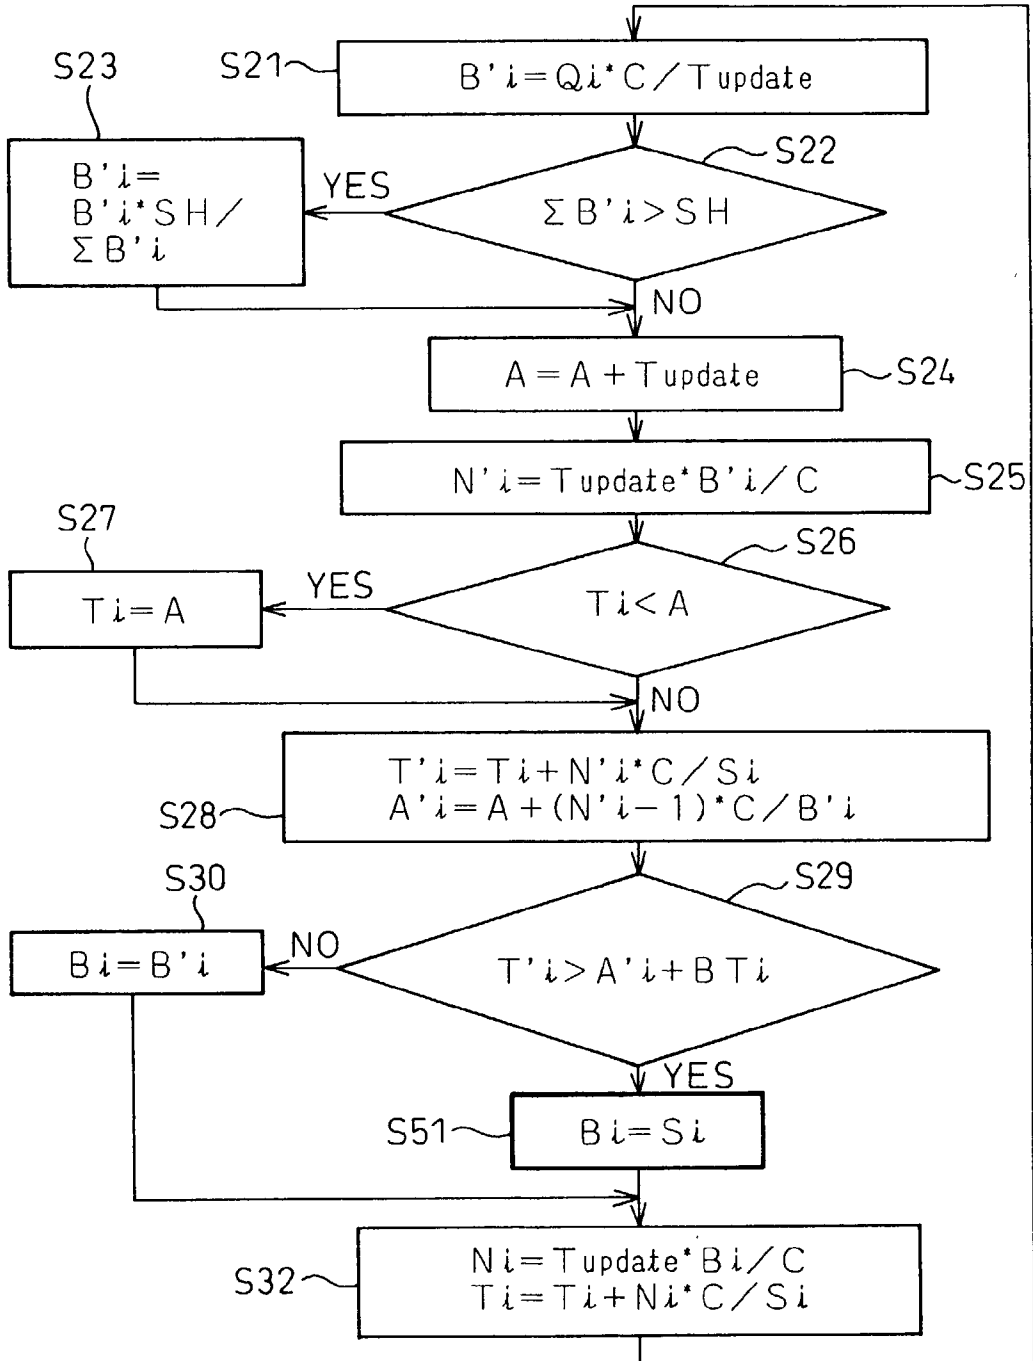 S21
B'i=Qi*C/Tupdate
S23
B'i=
B'i*SH/
ΣB'i
S22
YES
ΣB'i>SH
NO
A=A+Tupdate
S24
N'i=Tupdate*B'i/C
S25
S27
Ti=A
S26
YES
Ti<A
NO
T'i=Ti+N'i*C/Si
A'i=A+(N'i-1)*C/B'i
S28
S29
S30
NO
Bi=B'i
T'i>A'i+BTi
YES
S51
Bi=Si
S32
Ni=Tupdate*Bi/C
Ti=Ti+Ni*C/Si